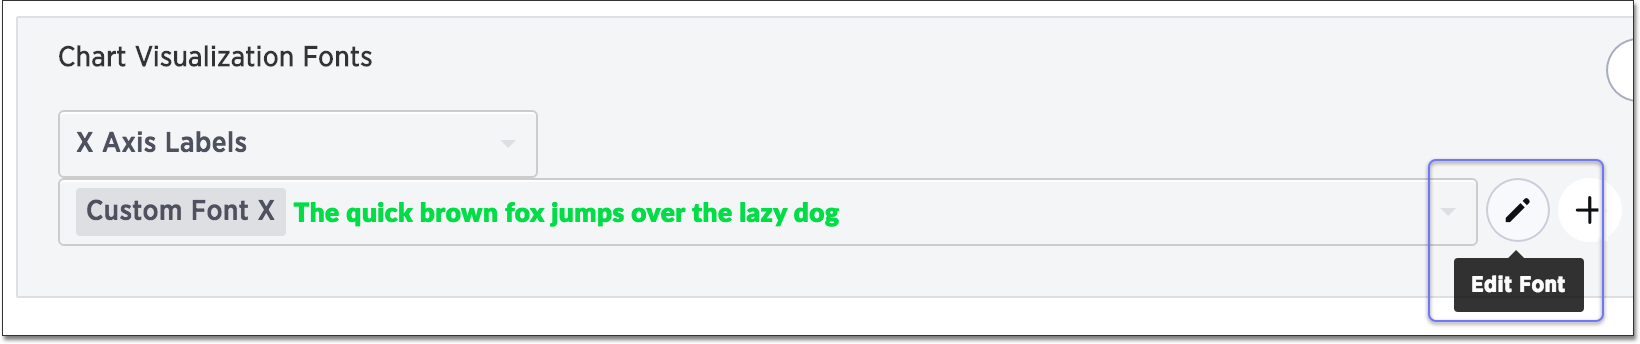 Chart Visualization Fonts
X Axis Labels
Custom Font X The quick brown fox jumps over the lazy dog
Edit Font